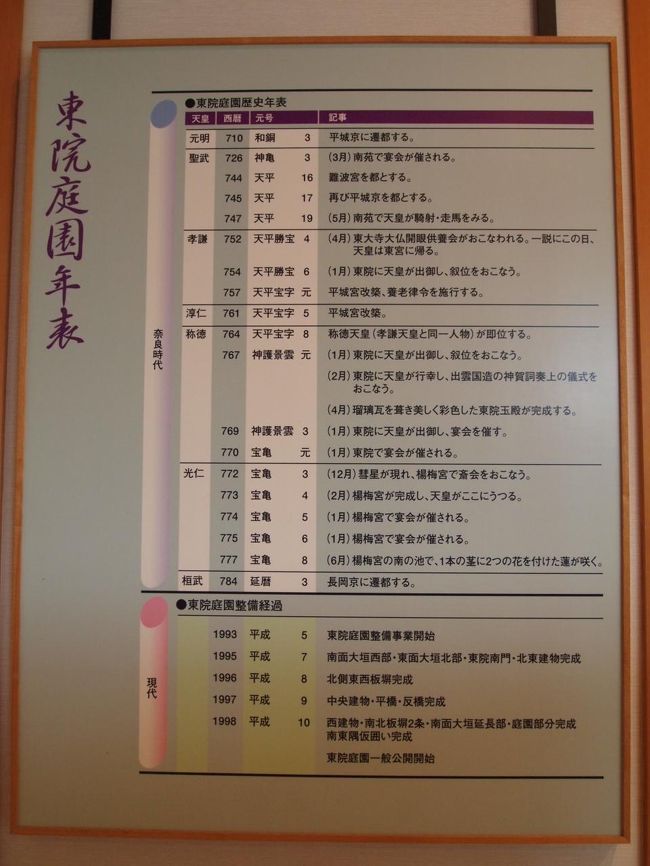 東院庭園年表
●東院庭園歴史年表
天皇 西暦 元号 記事
奈良時代
元明 710 和銅 3 平城京に遷都する。
聖武 726 神亀 3 (3月)南苑で宴会が催される。
744 天平 16 難波宮を都とする。
745 天平 17 再び平城京を都とする。
747 天平 19 (5月)南苑で天皇が騎射・走馬をみる。
孝謙 752 天平勝宝 4 (4月)東大寺大仏開眼供養会がおこなわれる。一説にこの日、
天皇は東宮に帰る。
754 天平勝宝 6 (1月)東院に天皇が出御し、叙位をおこなう。
757 天平宝字 元 平城宮改築、養老律令を施行する。
淳仁 761 天平宝字 5 平城宮改築。
称徳 764 天平宝字 8 称徳天皇(孝謙天皇と同一人物)が即位する。
767 神護景雲 元 (1月)東院に天皇が出御し、叙位をおこなう。
(2月)東院に天皇が行幸し、出雲国造の神賀詞奏上の儀式を
おこなう。
(4月)瑠璃瓦を葺き美しく彩色した東院玉殿が完成する。
769 神護景雲 3 (1月)東院に天皇が出御し、宴会を催す。
770 宝亀 元 (1月)東院で宴会が催される。
光仁 772 宝亀 3 (12月)彗星が現れ、楊梅宮で斎会をおこなう。
773 宝亀 4 (2月)楊梅宮が完成し、天皇がここにうつる。
774 宝亀 5 (1月)楊梅宮で宴会が催される。
775 宝亀 6 (1月)楊梅宮で宴会が催される。
777 宝亀 8 (6月)楊梅宮の南の池で、1本の茎に2つの花を付けた蓮が咲く。
桓武 784 延暦 3 長岡京に遷都する。
●東院庭園整備経過
現代
1993 平成 5 東院庭園整備事業開始
1995 平成 7 南面大垣西部・東面大垣北部・東院南門・北東建物完成
1996 平成 8 北側東西板塀完成
1997 平成 9 中央建物・平橋・反橋完成
1998 平成 10 西建物・南北板塀2条・南面大垣延長部・庭園部分完成
南東隅仮囲い完成
東院庭園一般公開開始